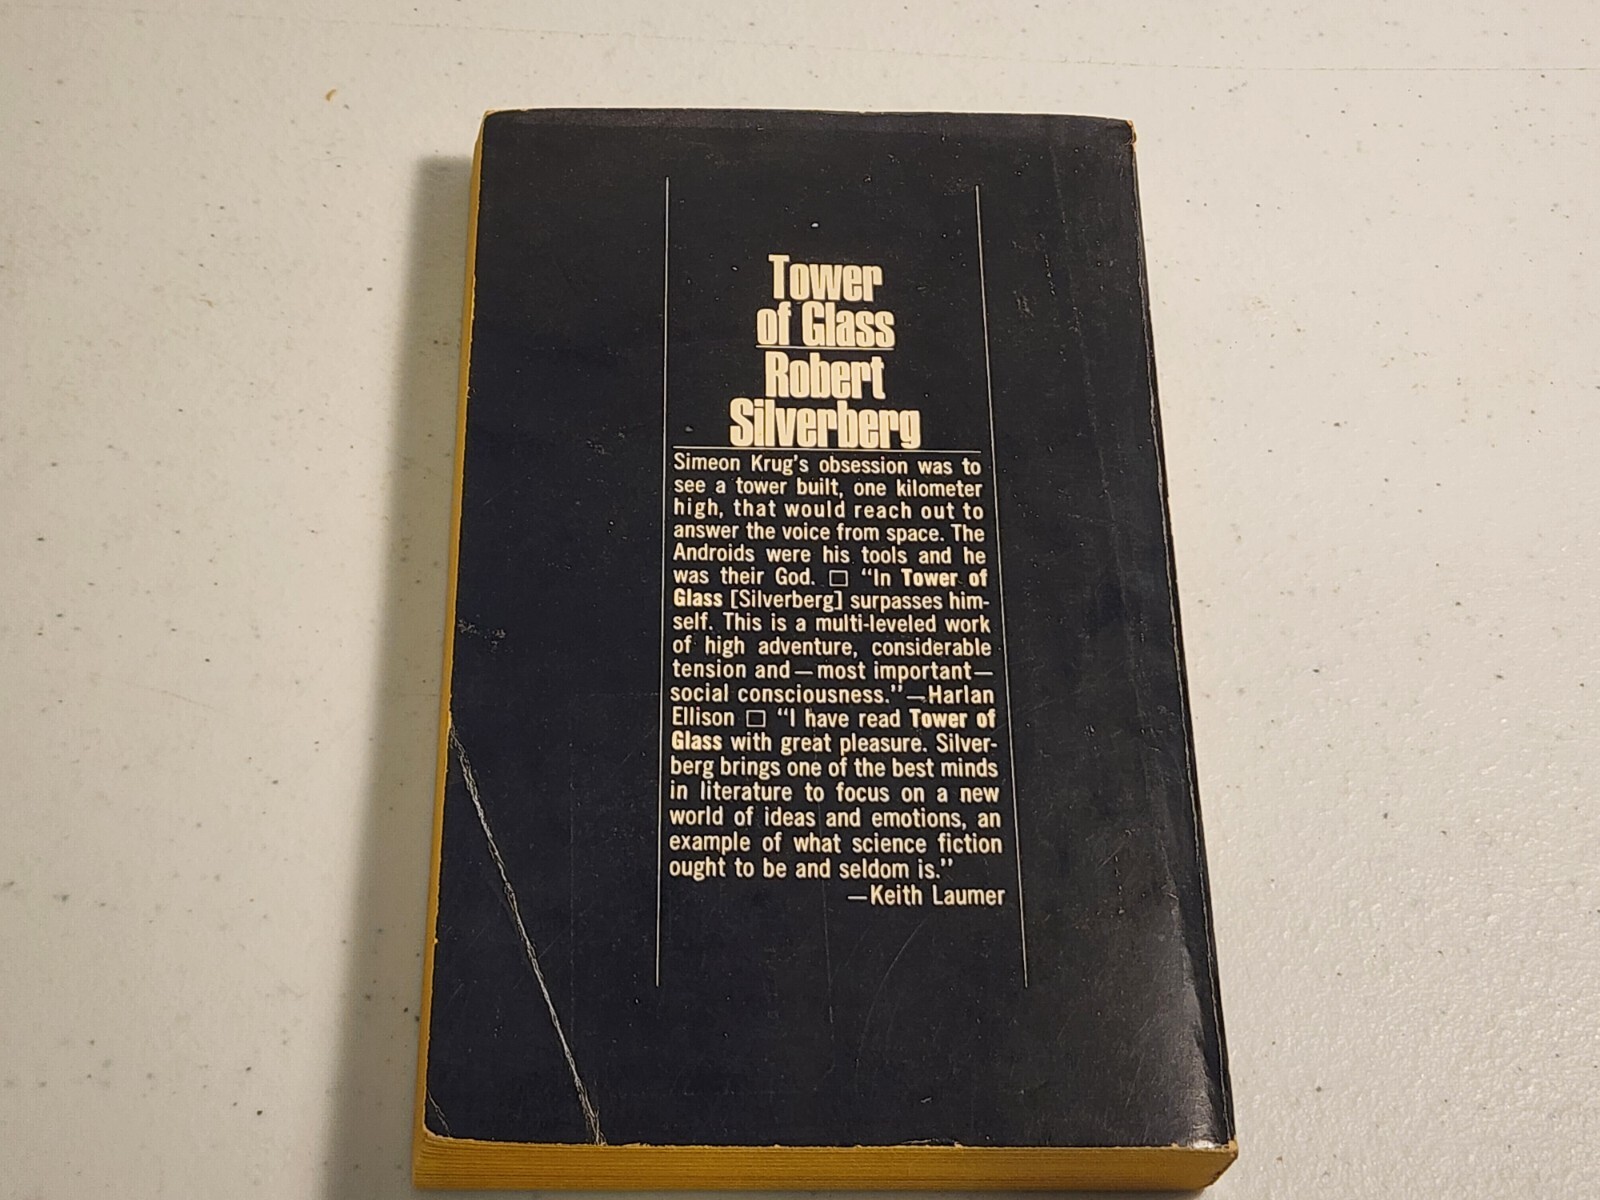 Tower
of Glass
Robert
Silverberg
Simeon Krug's obsession was to
see a tower built, one kilometer
high, that would reach out to
answer the voice from space. The
Androids were his tools and he
was their God. □ “In Tower of
Glass [Silverberg] surpasses him-
self. This is a multi-leveled work
of high adventure, considerable
tension and—most important—
social consciousness.”—Harlan
Ellison □ “I have read Tower of
Glass with great pleasure. Silver-
berg brings one of the best minds
in literature to focus on a new
world of ideas and emotions, an
example of what science fiction
ought to be and seldom is.”
—Keith Laumer